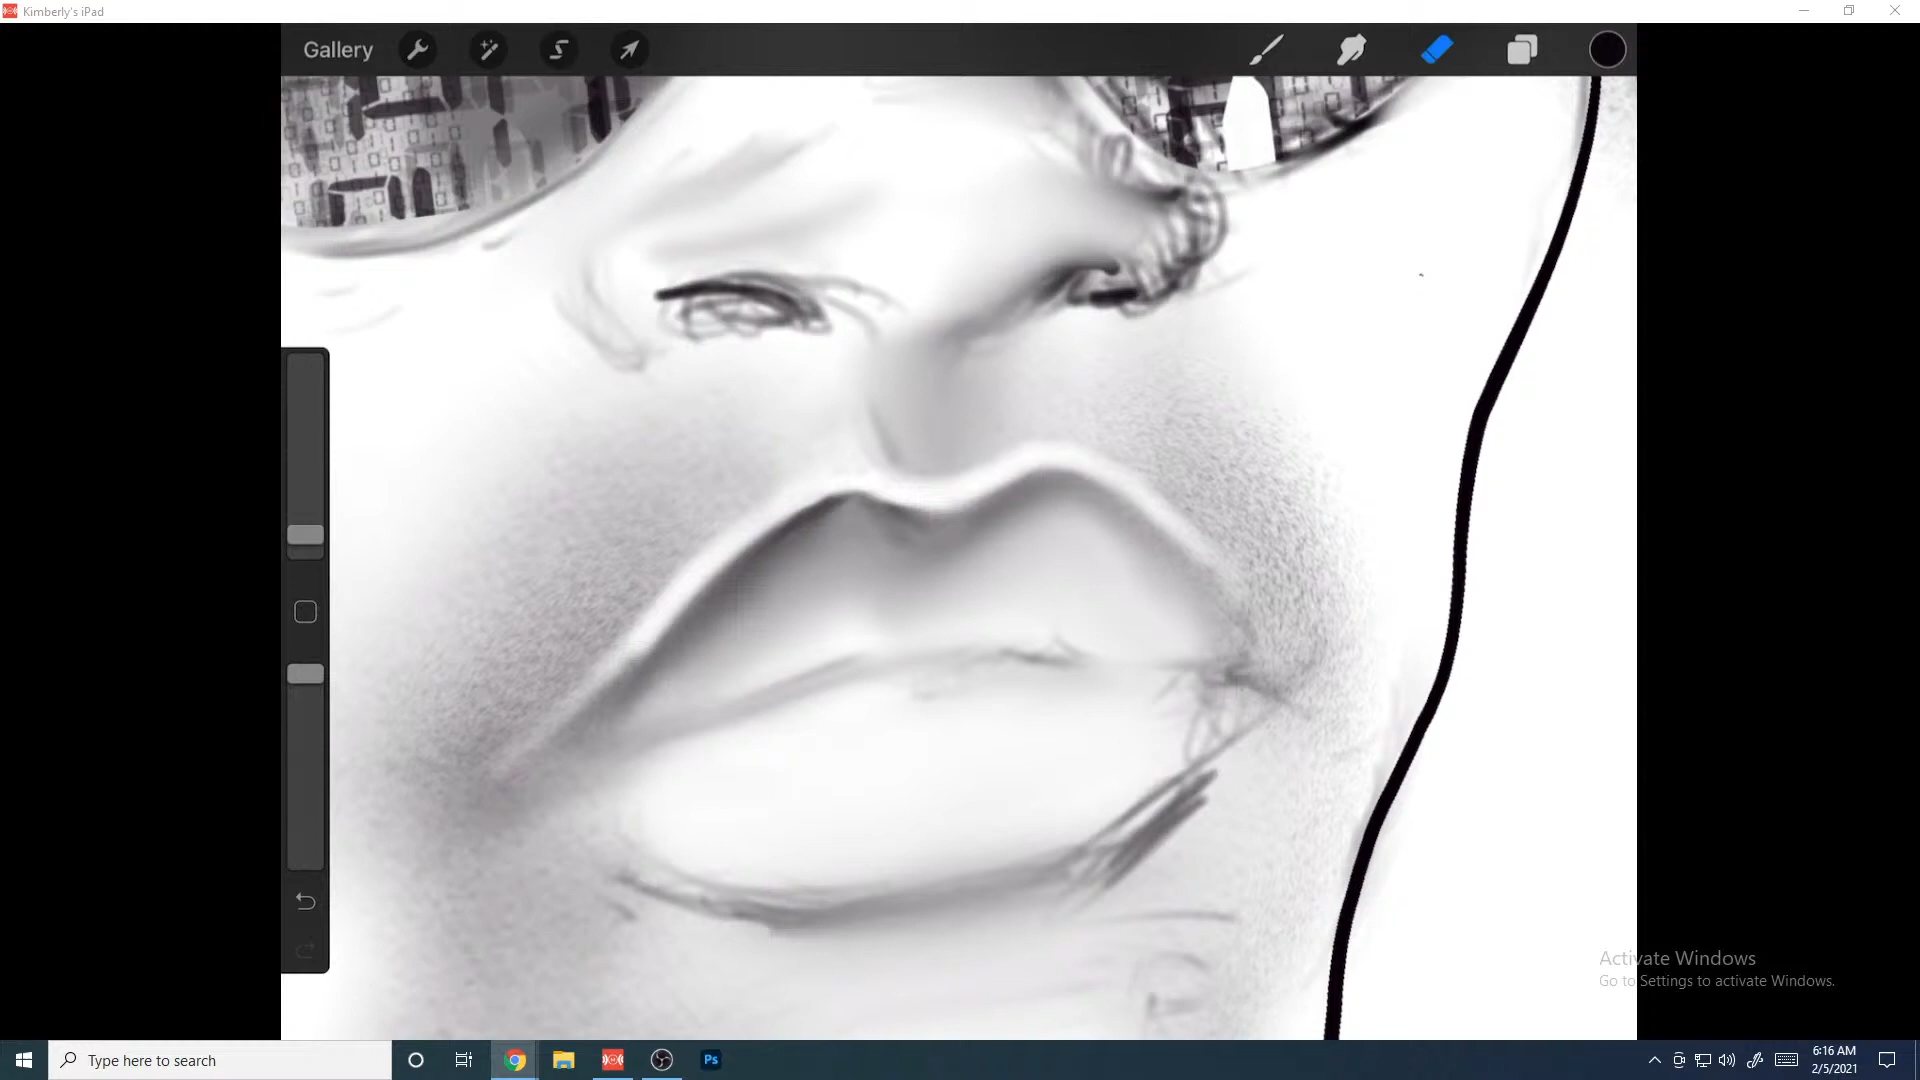 Kimberly's iPad
Gallery
Activate Windows
Go to Settings to activate Windows.
Type here to search
Ps
6:16 AM
2/5/2021